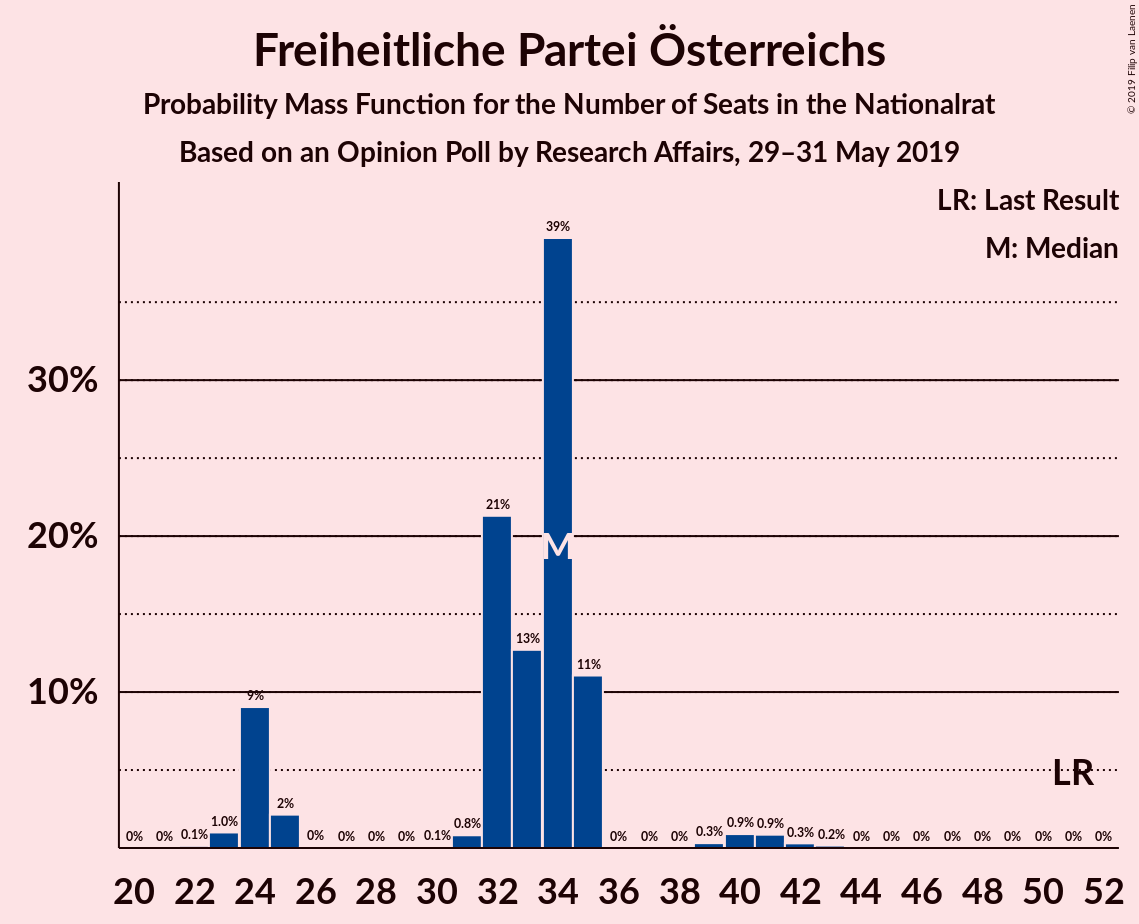 © 2019 Filip van Laenen
Freiheitliche Partei Österreichs
Probability Mass Function for the Number of Seats in the Nationalrat
Based on an Opinion Poll by Research Affairs, 29–31 May 2019
LR: Last Result
M: Median
39%
30%
21%
20%
M
13%
11%
10%
9%
LR
2%
0% 0% 0.1% 1.0% 0% 0% 0% 0% 0.1% 0.8% 0% 0% 0% 0.3% 0.9% 0.9% 0.3% 0.2% 0% 0% 0% 0% 0% 0% 0% 0% 0%
20 22 24 26 28 30 32 34 36 38 40 42 44 46 48 50 52